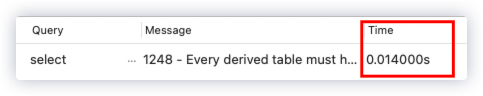 Query Message Time
select ... 1248 - Every derived table must h... 0.014000s